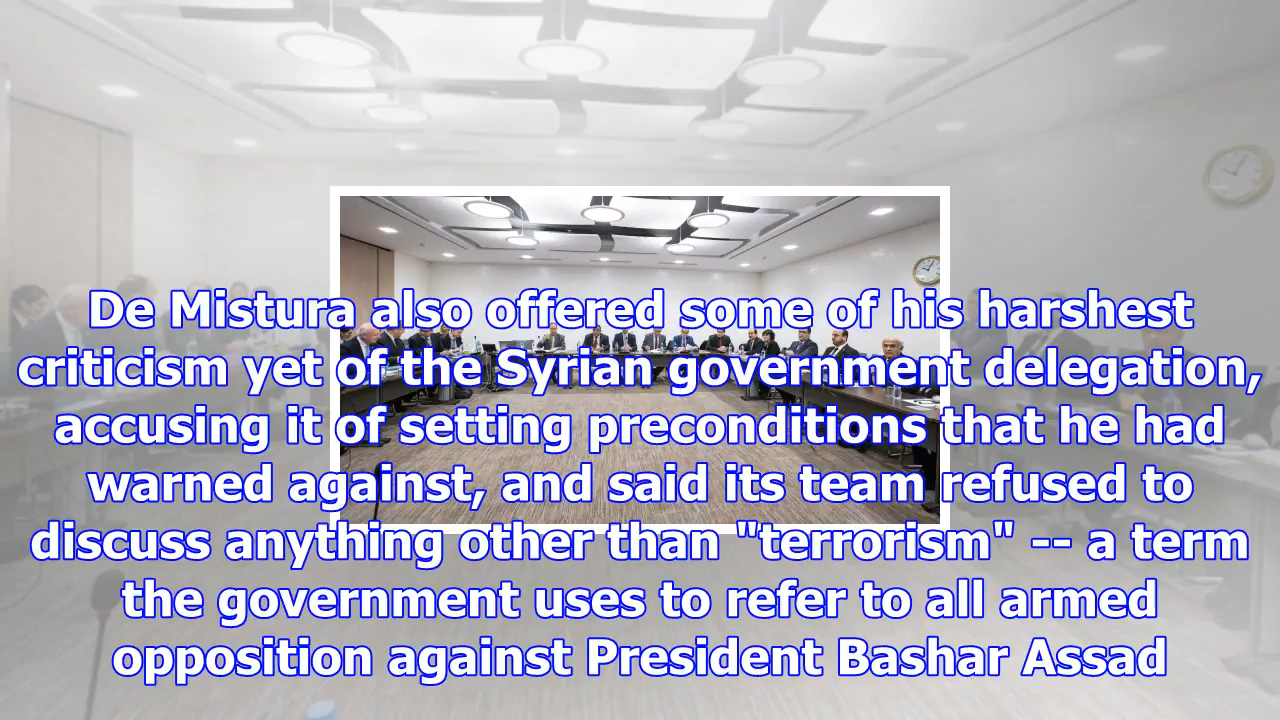 De Mistura also offered some of his harshest
criticism yet of the Syrian government delegation,
accusing it of setting preconditions that he had
warned against, and said its team refused to
discuss anything other than "terrorism" -- a term
the government uses to refer to all armed
opposition against President Bashar Assad